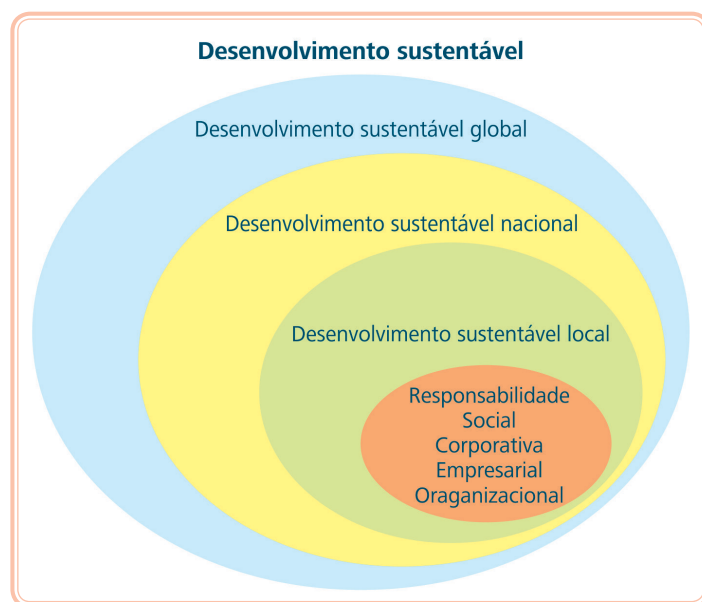 Desenvolvimento sustentável
Desenvolvimento sustentável global
Desenvolvimento sustentável nacional
Desenvolvimento sustentável local
Responsabilidade
Social
Corporativa
Empresarial
Oraganizacional